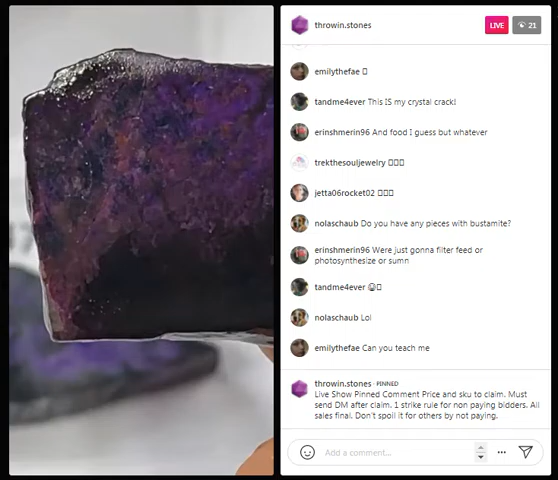 throwin.stones
LIVE
21
emilythefae
tandme4ever This IS my crystal crack!
erinshmerin96 And food I guess but whatever
trekthesouljewelry
jetta06rocket02
nolaschaub Do you have any pieces with bustamite?
erinshmerin96 Were just gonna filter feed or
photosynthesize or sumn
tandme4ever
nolaschaub Lol
emilythefae Can you teach me
throwin.stones · PINNED
Live Show Pinned Comment Price and sku to claim. Must
send DM after claim. 1 strike rule for non paying bidders. All
sales final. Don't spoil it for others by not paying.
Add a comment...